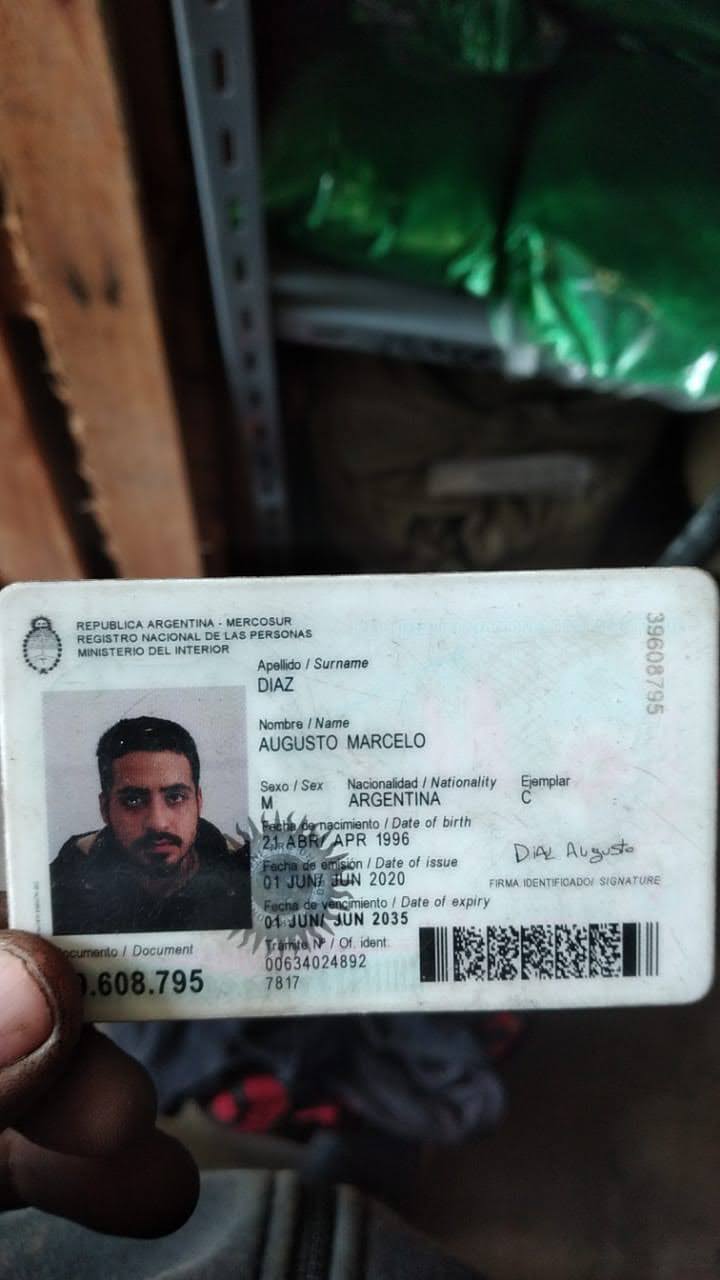 REPUBLICA ARGENTINA - MERCOSUR
REGISTRO NACIONAL DE LAS PERSONAS
MINISTERIO DEL INTERIOR
Apellido / Surname
DIAZ
Nombre / Name
AUGUSTO MARCELO
Sexo / Sex Nacionalidad / Nationality Ejemplar
M ARGENTINA C
Fecha de nacimiento / Date of birth
21 ABR/ APR 1996
Fecha de emisión / Date of issue
01 JUN/ JUN 2020
Fecha de vencimiento / Date of expiry
01 JUN/ JUN 2035
Diaz Augusto
FIRMA IDENTIFICADO/ SIGNATURE
Trámite Nº / Of. ident.
00634024892
7817
ocumento / Document
.608.795
39608795